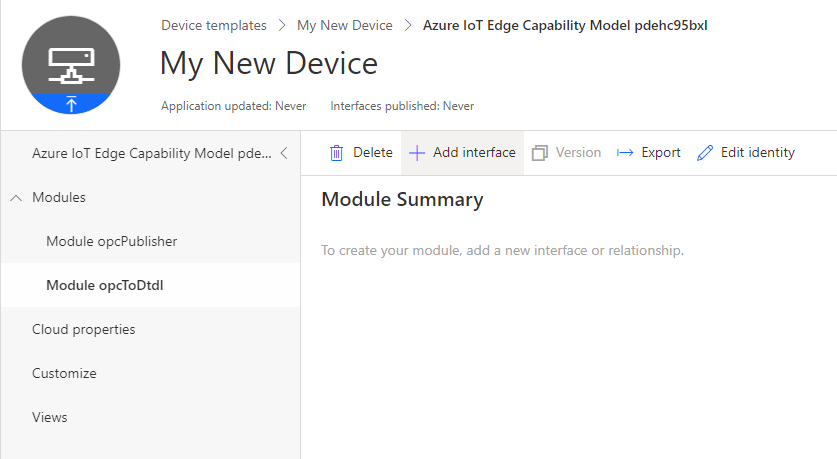 Device templates > My New Device > Azure IoT Edge Capability Model pdehc95bxl
My New Device
Application updated: Never Interfaces published: Never
Azure IoT Edge Capability Model pde...
Delete Add interface Version Export Edit identity
Modules
Module Summary
Module opcPublisher
To create your module, add a new interface or relationship.
Module opcToDtdl
Cloud properties
Customize
Views